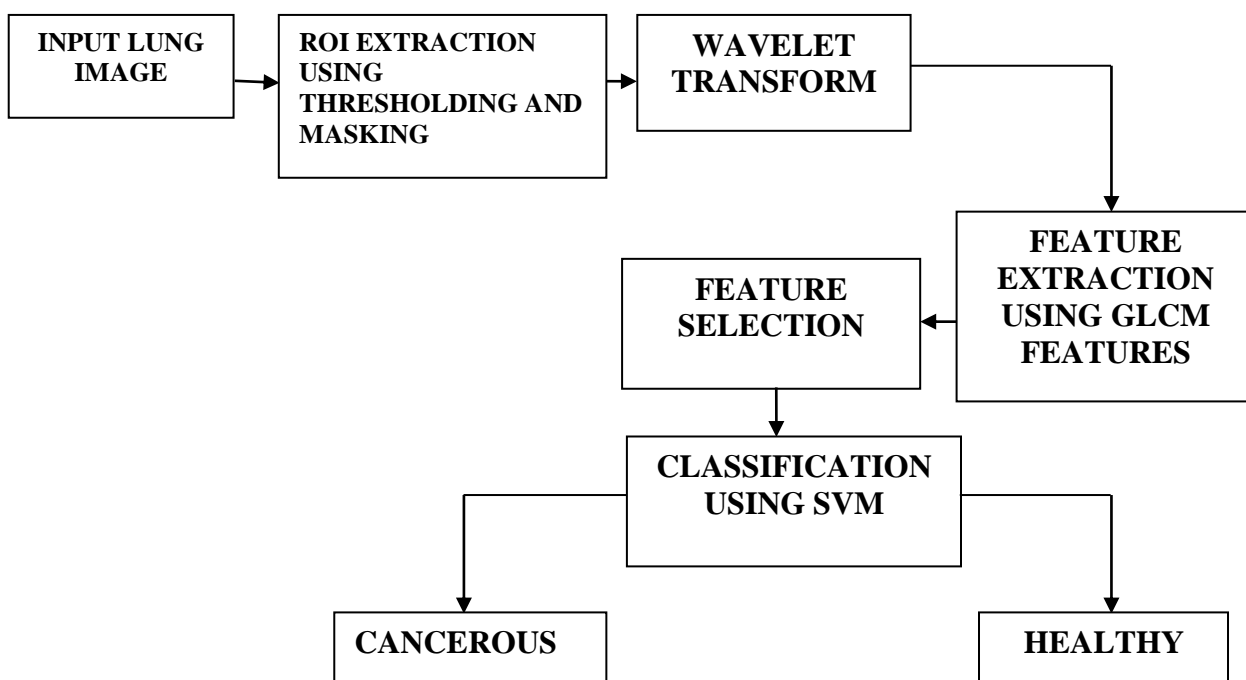 INPUT LUNG
IMAGE
ROI EXTRACTION
USING
THRESHOLDING AND
MASKING
WAVELET
TRANSFORM
FEATURE
EXTRACTION
USING GLCM
FEATURES
FEATURE
SELECTION
CLASSIFICATION
USING SVM
CANCEROUS
HEALTHY